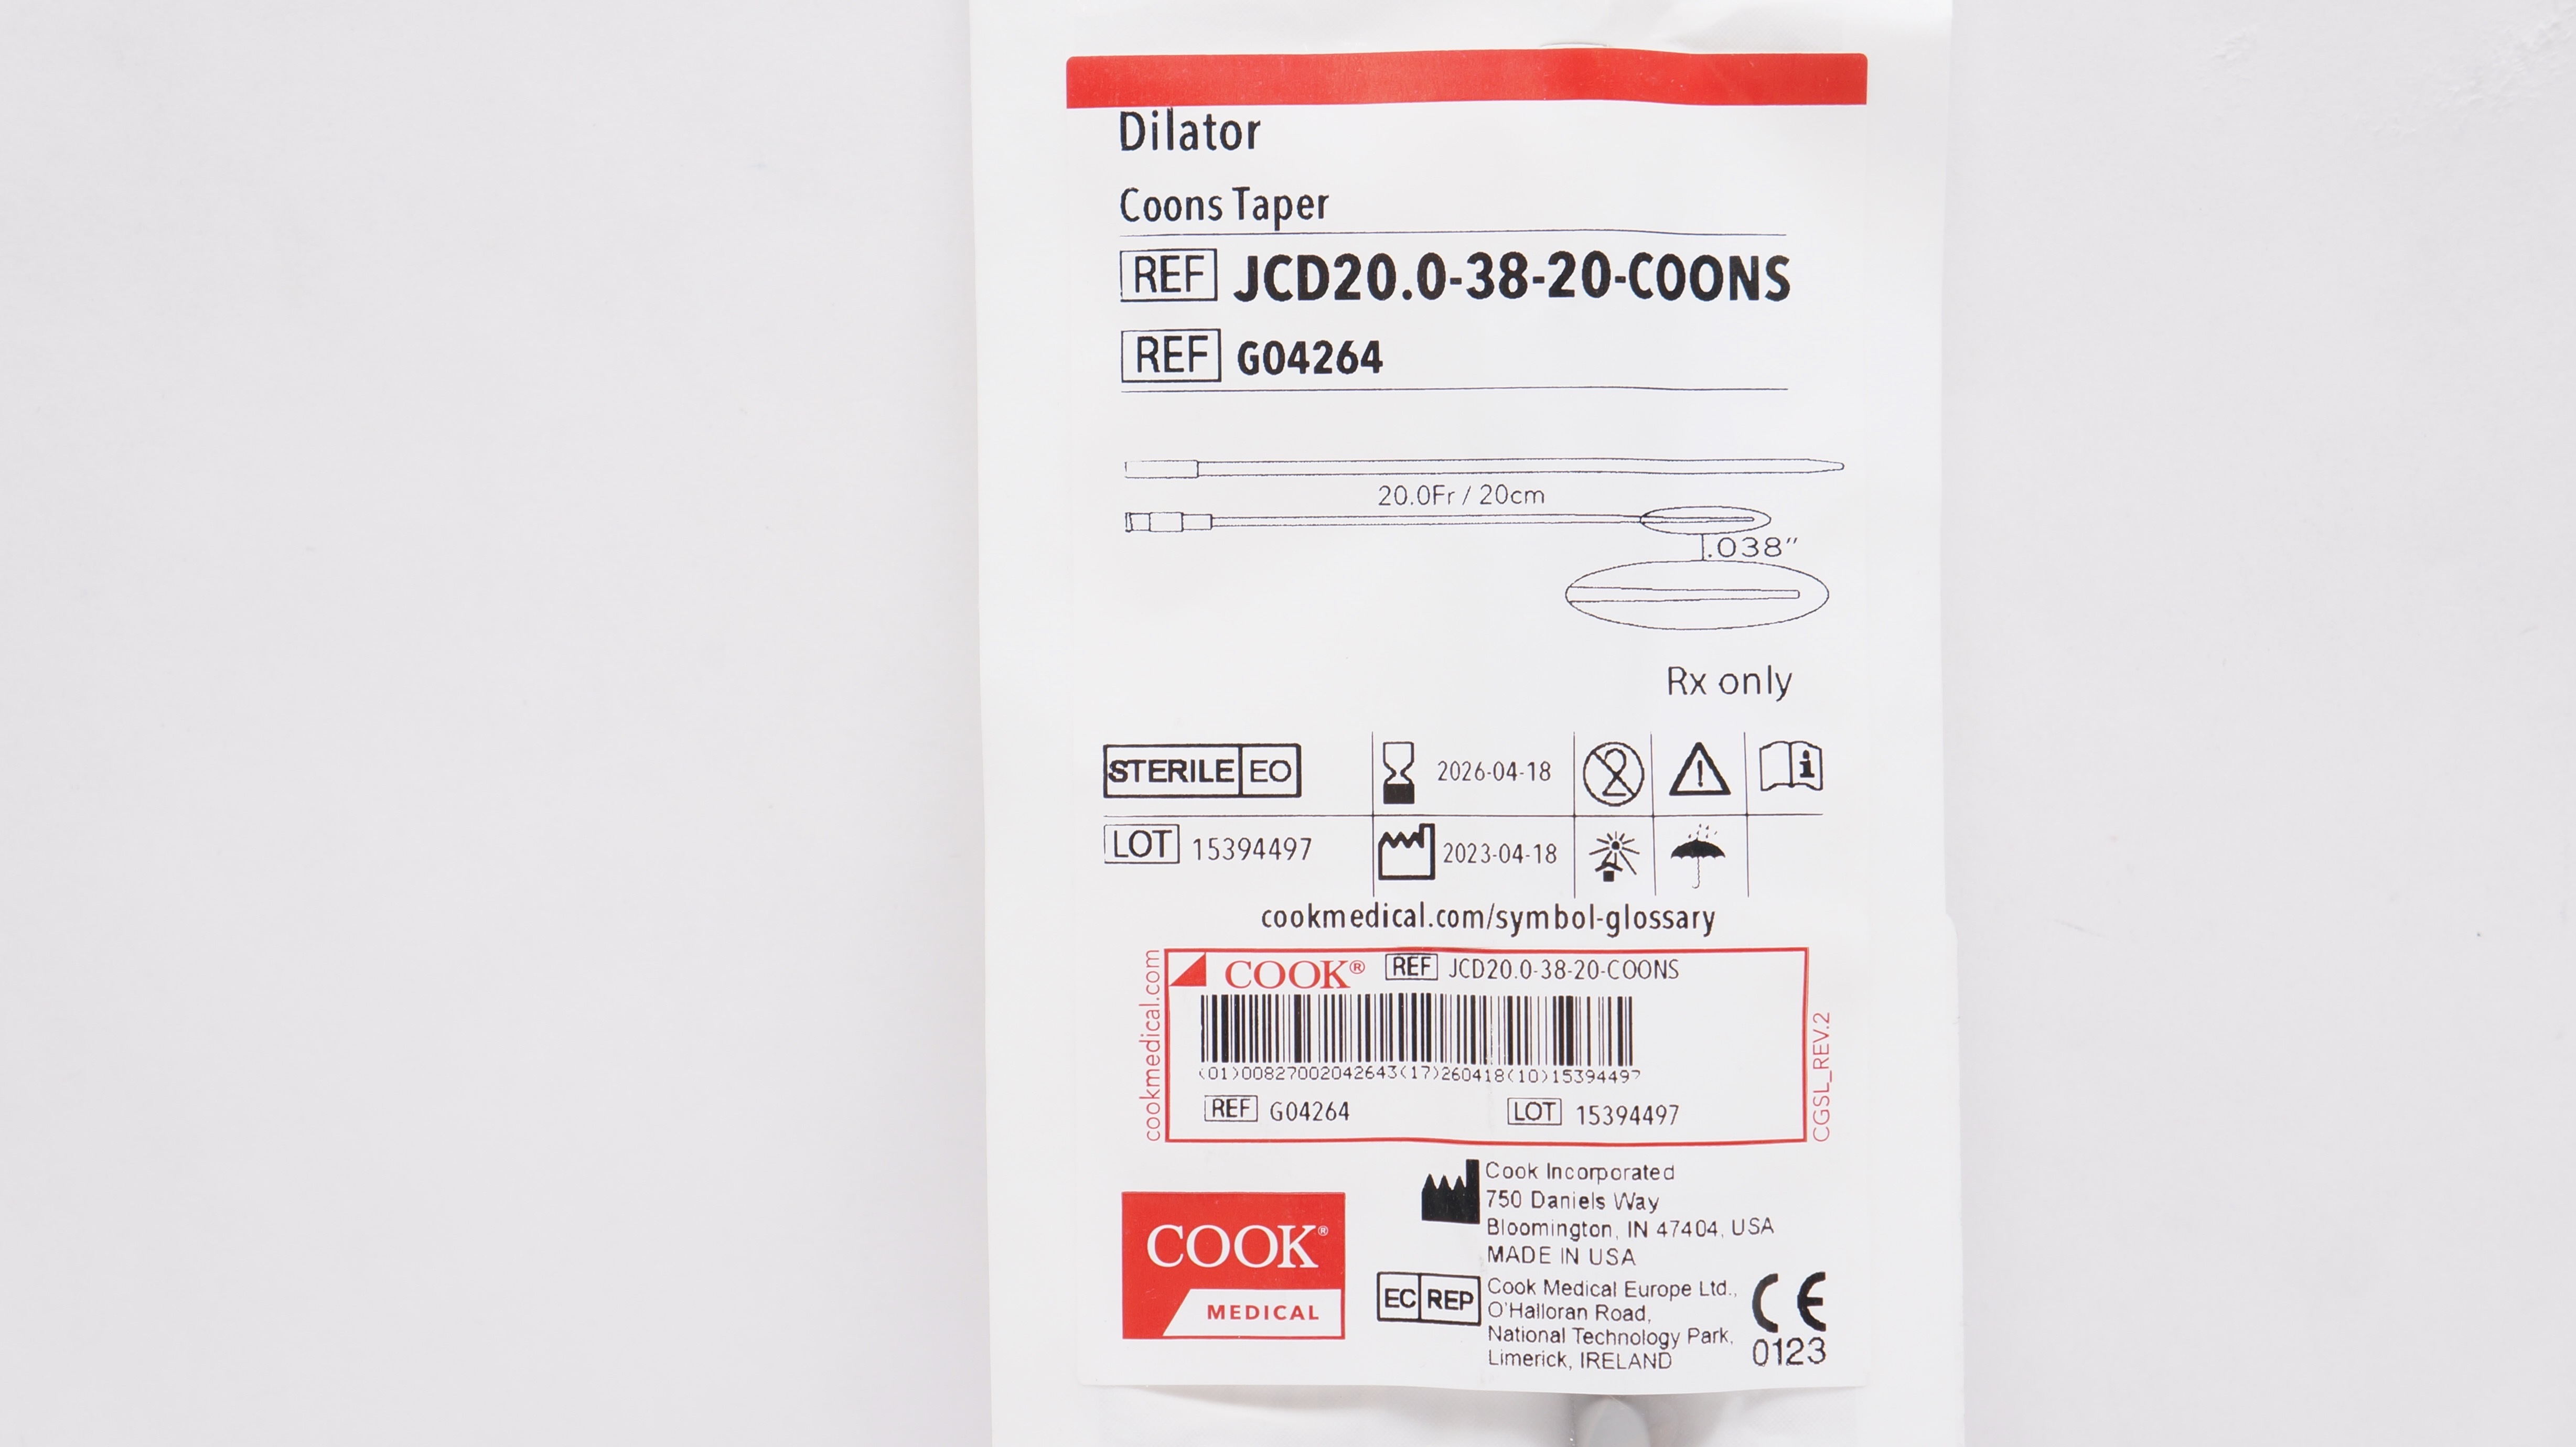 Dilator
Coons Taper
REF JCD20.0-38-20-COONS
REF G04264
20.0Fr / 20cm
.038"
Rx only
STERILE EO 2026-04-18 2
LOT 15394497 2023-04-18
cookmedical.com/symbol-glossary
cookmedical.com
COOK® REF JCD20.0-38-20-COONS
(01)00827002042643(17)260418(10)15394497
REF G04264 LOT 15394497
CGSL_REV.2
COOK®
MEDICAL
Cook Incorporated
750 Daniels Way
Bloomington, IN 47404, USA
MADE IN USA
EC REP
Cook Medical Europe Ltd.,
O'Halloran Road,
National Technology Park,
Limerick, IRELAND
CE
0123